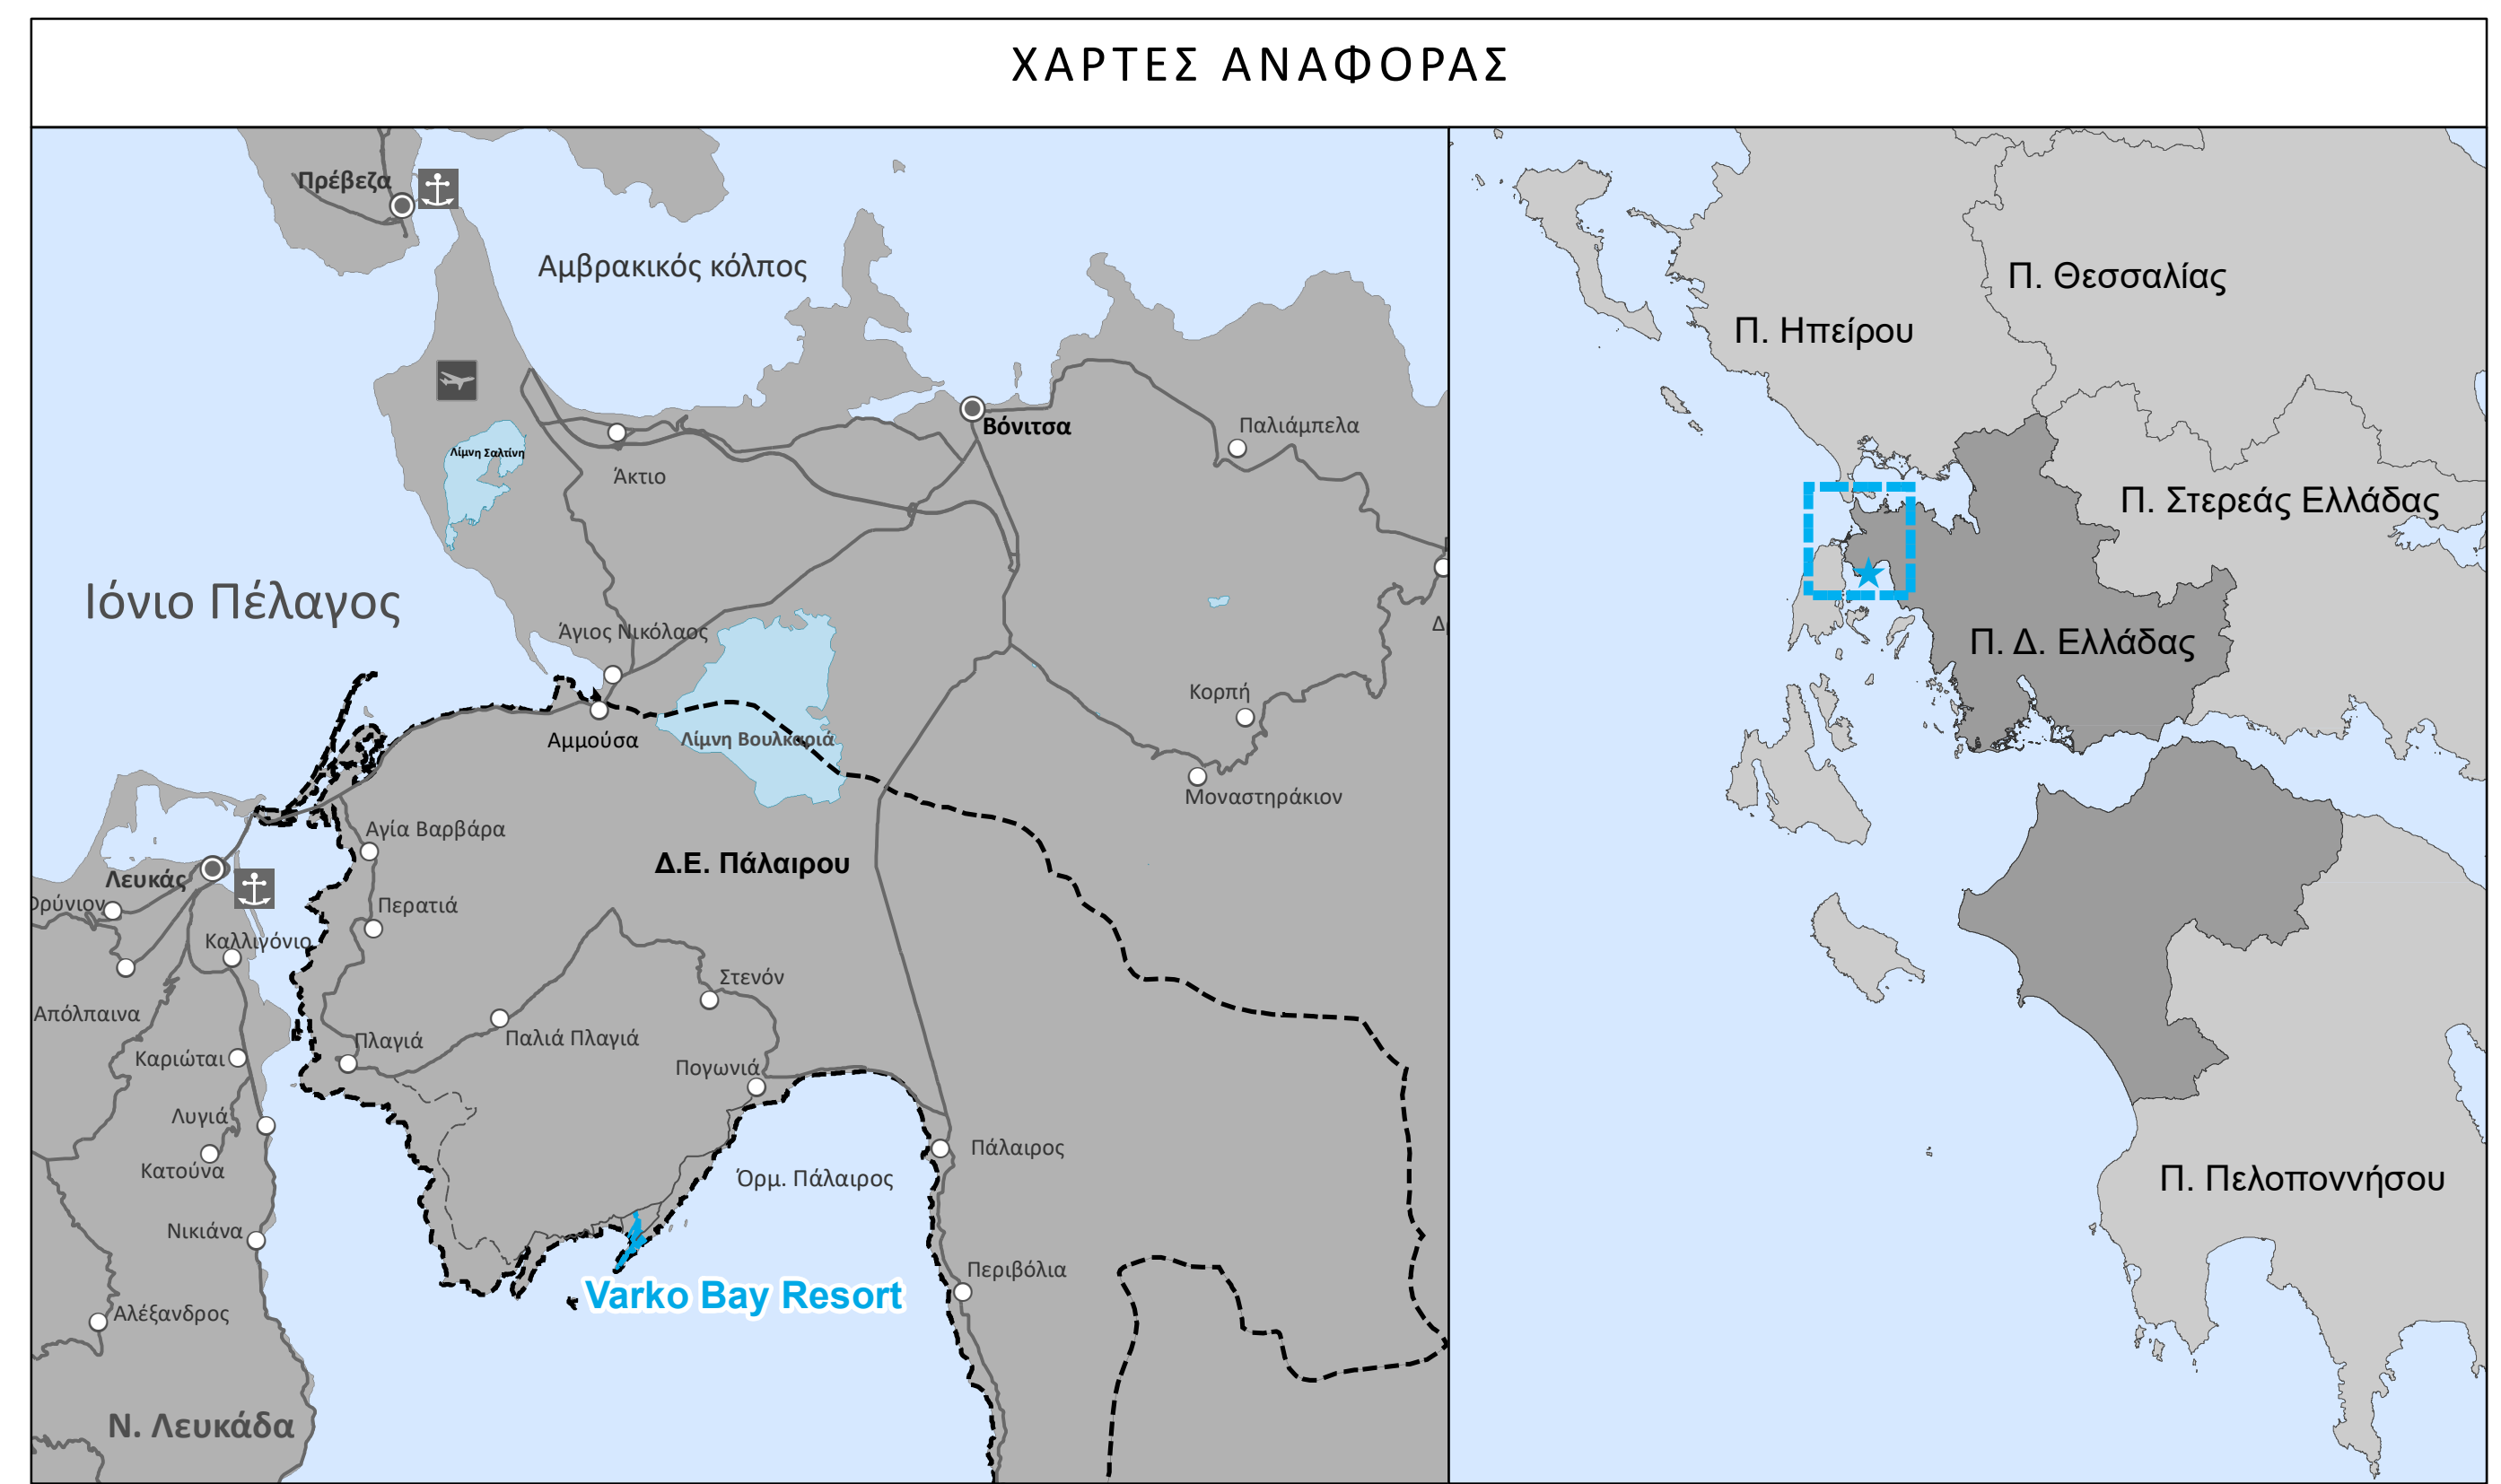 ΧΑΡΤΕΣ ΑΝΑΦΟΡΑΣ
Πρέβεζα
Αμβρακικός κόλπος
Βόνιτσα
Παλιάμπελα
Λίμνη Σαλτίνη
Άκτιο
Ιόνιο Πέλαγος
Άγιος Νικόλαος
Κορπή
Αμμούσα
Λίμνη Βουλκαριά
Μοναστηράκιον
Αγία Βαρβάρα
Δ.Ε. Πάλαιρου
Λευκάς
Περατιά
Καλλιγόνιο
Στενόν
Απόλπαινα
Παλιά Πλαγιά
Πλαγιά
Καριώται
Πογωνιά
Λυγιά
Πάλαιρος
Κατούνα
Όρμ. Πάλαιρος
Νικιάνα
Περιβόλια
Varko Bay Resort
Αλέξανδρος
Ν. Λευκάδα
Π. Θεσσαλίας
Π. Ηπείρου
Π. Στερεάς Ελλάδας
Π. Δ. Ελλάδας
Π. Πελοποννήσου